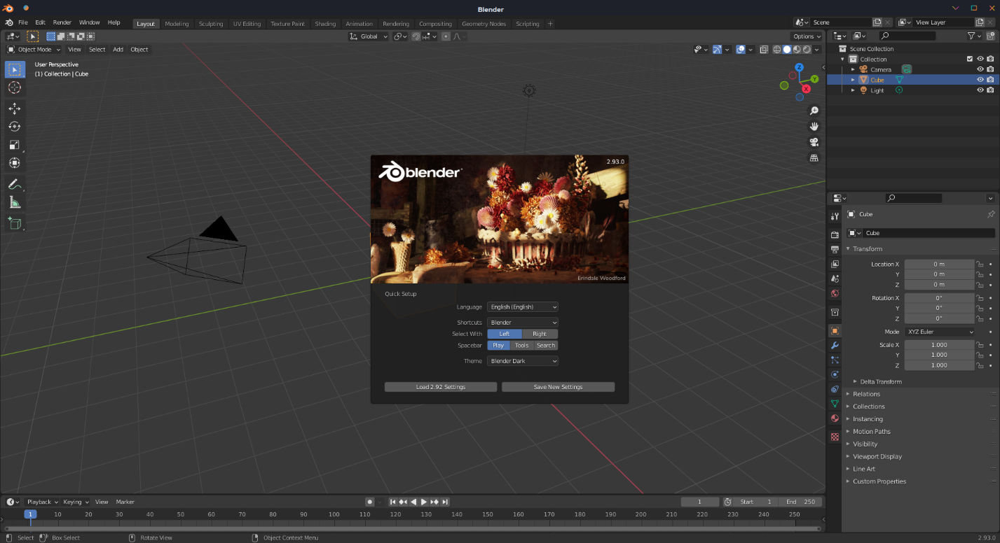 Blender
File Edit Render Window Help Layout Modeling Sculpting UV Editing Texture Paint Shading Animation Rendering Compositing Geometry Nodes Scripting + Scene View Layer
Global Options
Object Mode View Select Add Object
User Perspective
(1) Collection | Cube
Z
Y
X
Scene Collection
Collection
Camera
Cube
Light
blender
2.93.0
Erindale Woodford
Quick Setup
Language English (English)
Shortcuts Blender
Select With Left Right
Spacebar Play Tools Search
Theme Blender Dark
Load 2.92 Settings Save New Settings
Cube
Cube
Transform
Location X 0 m
Y 0 m
Z 0 m
Rotation X 0°
Y 0°
Z 0°
Mode XYZ Euler
Scale X 1.000
Y 1.000
Z 1.000
Delta Transform
Relations
Collections
Instancing
Motion Paths
Visibility
Viewport Display
Line Art
Custom Properties
Playback Keying View Marker 1 Start 1 End 250
1 10 20 30 40 50 60 70 80 90 100 110 120 130 140 150 160 170 180 190 200 210 220 230 240 250
Select Box Select Rotate View Object Context Menu 2.93.0